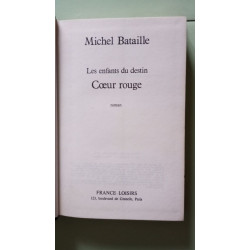 Michel Bataille
Les enfants du destin
Cœur rouge
roman
FRANCE LOISIRS
123, boulevard de Grenelle, Paris